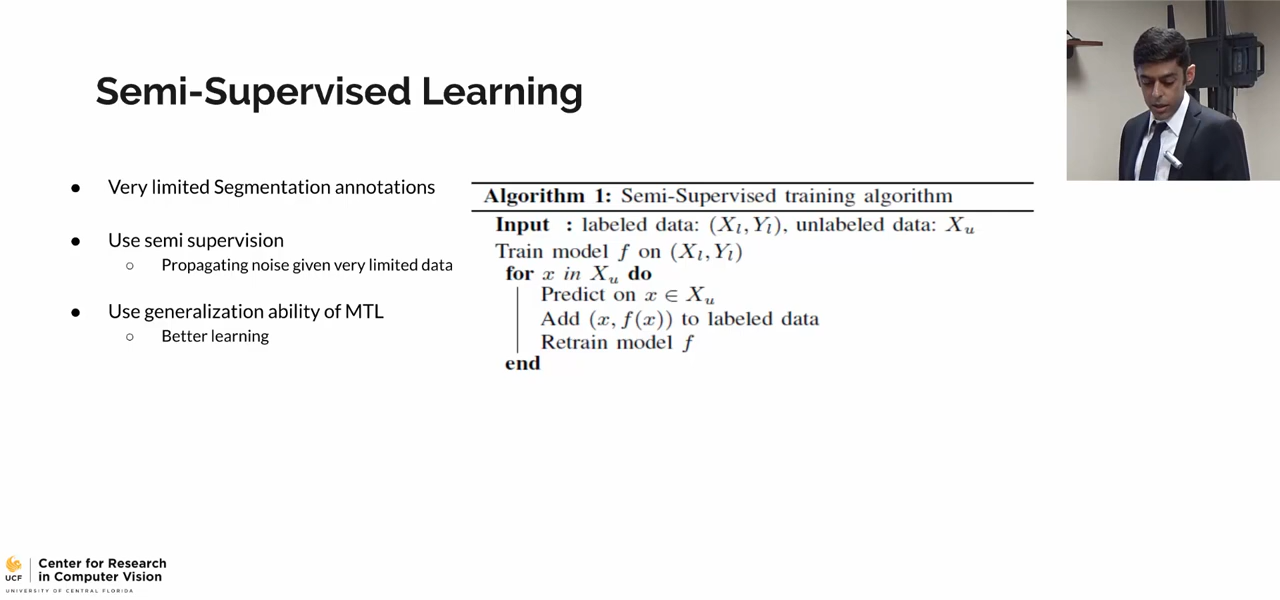 Semi-Supervised Learning
● Very limited Segmentation annotations
● Use semi supervision
○ Propagating noise given very limited data
● Use generalization ability of MTL
○ Better learning
Algorithm 1: Semi-Supervised training algorithm
Input : labeled data: (X_l, Y_l), unlabeled data: X_u
Train model f on (X_l, Y_l)
for x in X_u do
Predict on x ∈ X_u
Add (x, f(x)) to labeled data
Retrain model f
end
UCF
Center for Research
in Computer Vision
UNIVERSITY OF CENTRAL FLORIDA